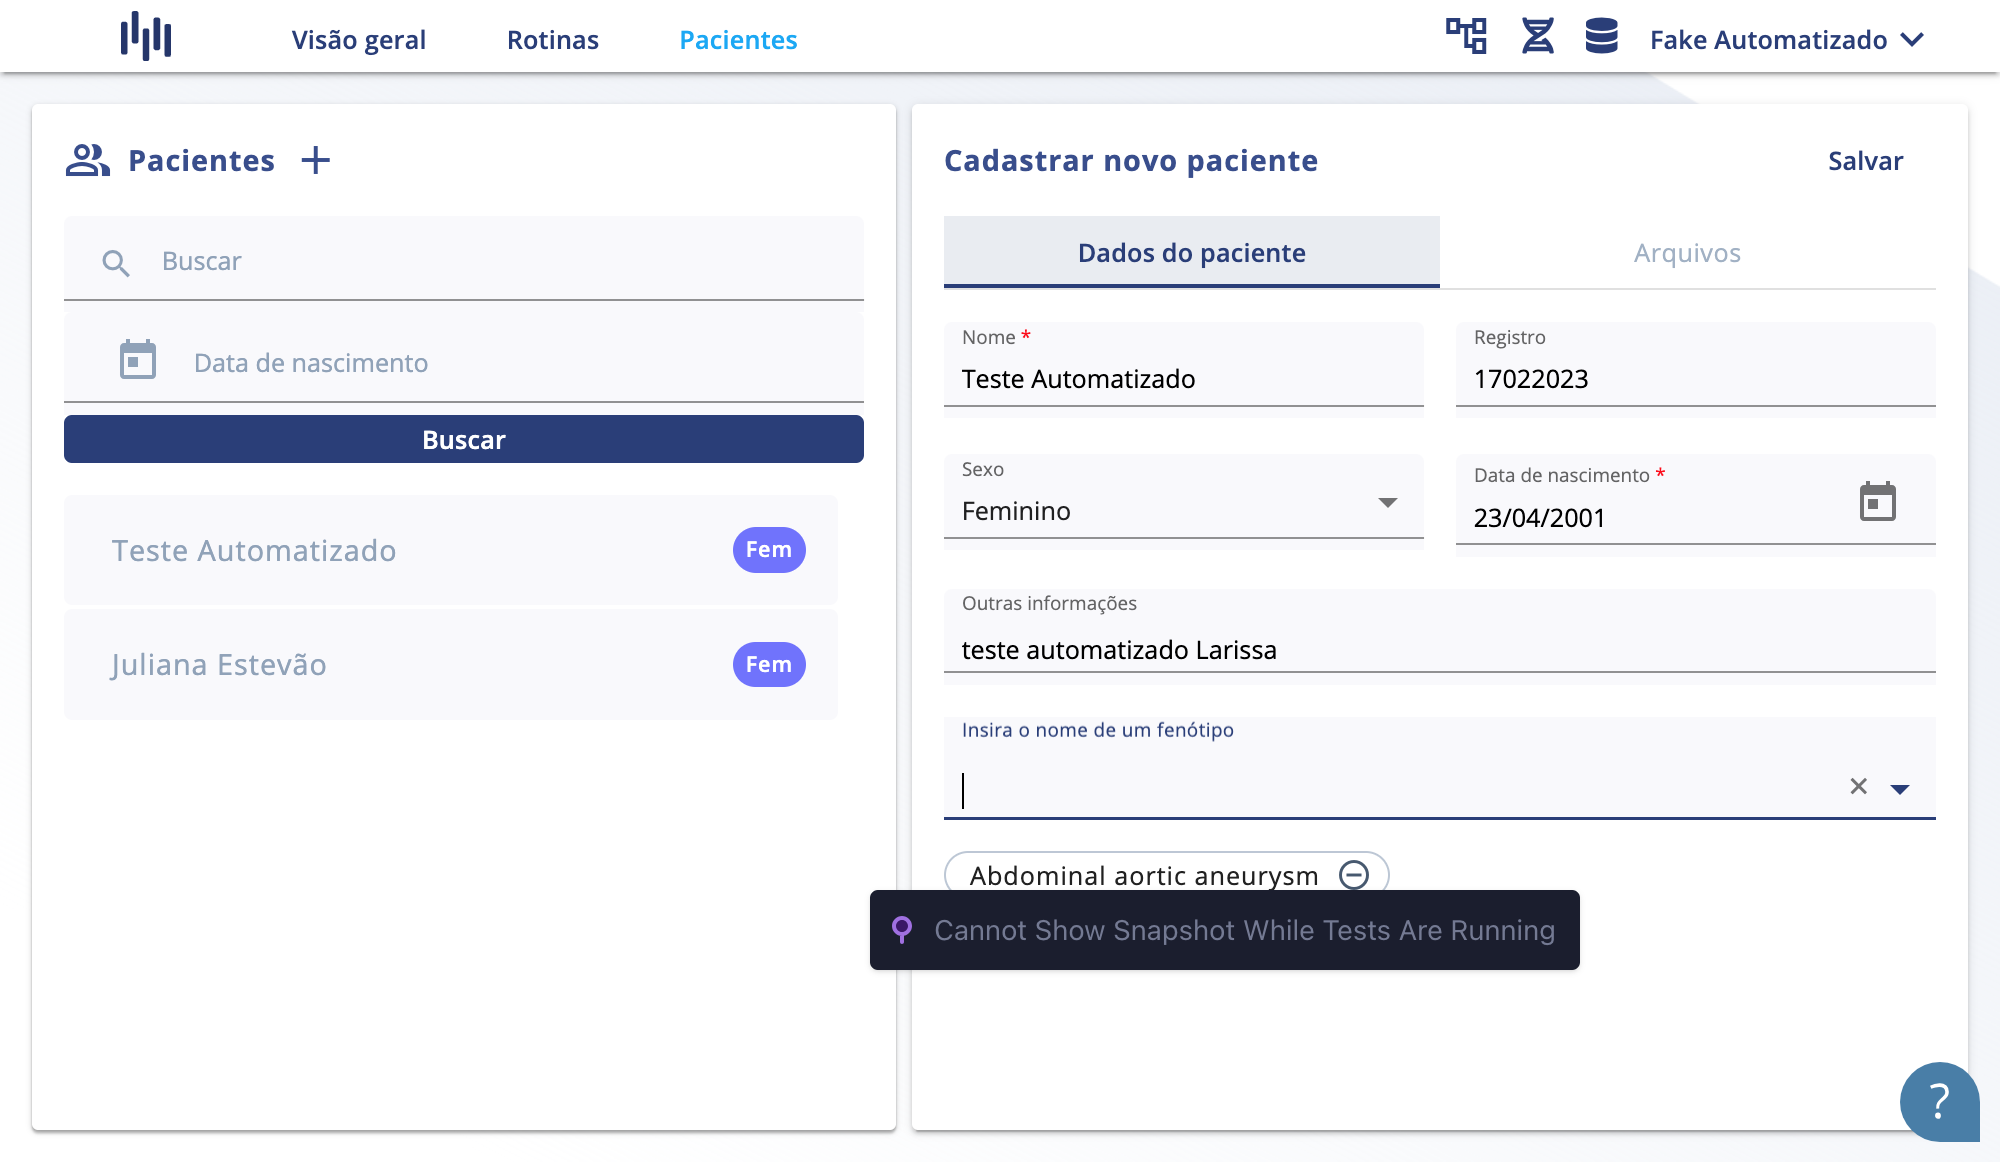 Visão geral
Rotinas
Pacientes
Fake Automatizado
Pacientes
Buscar
Data de nascimento
Buscar
Teste Automatizado
Fem
Juliana Estevão
Fem
Cadastrar novo paciente
Salvar
Dados do paciente
Arquivos
Nome *
Teste Automatizado
Registro
17022023
Sexo
Feminino
Data de nascimento *
23/04/2001
Outras informações
teste automatizado Larissa
Insira o nome de um fenótipo
Abdominal aortic aneurysm
Cannot Show Snapshot While Tests Are Running
?